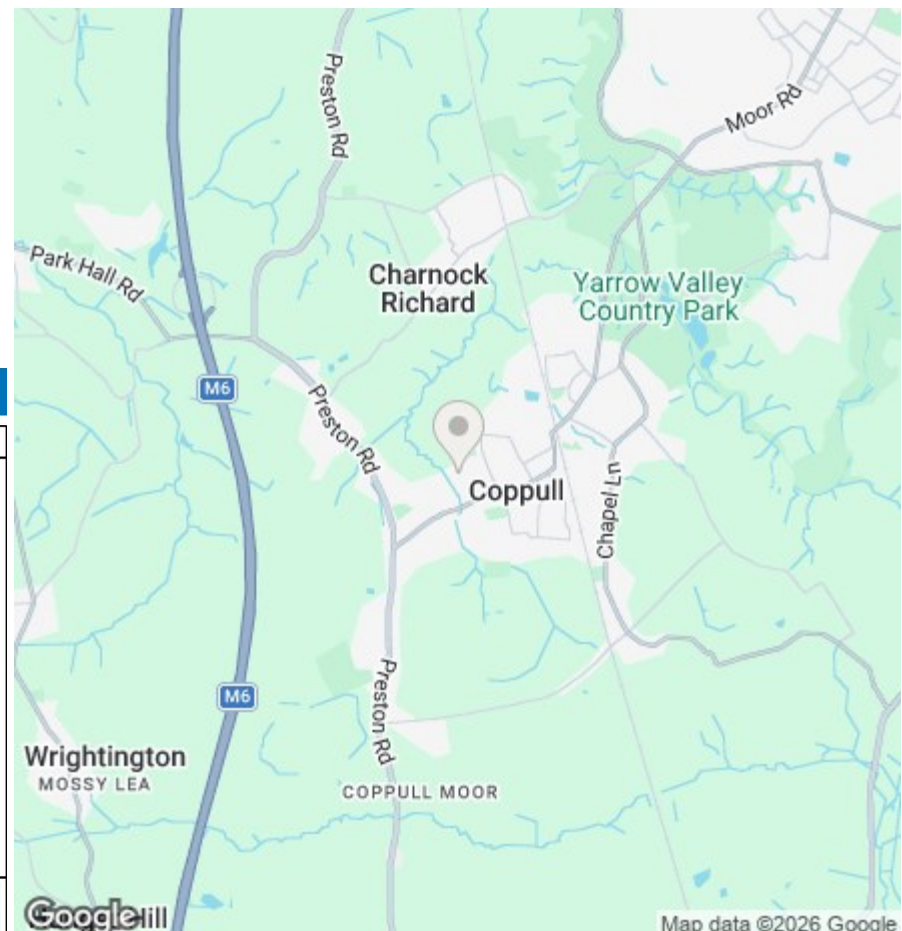 Preston Rd
Moor Rd
Park Hall Rd
Charnock
Richard
Yarrow Valley
Country Park
M6
Preston Rd
Coppull
Chapel Ln
Preston Rd
M6
Wrightington
MOSSY LEA
COPPULL MOOR
Google
Hill
Map data ©2026 Google